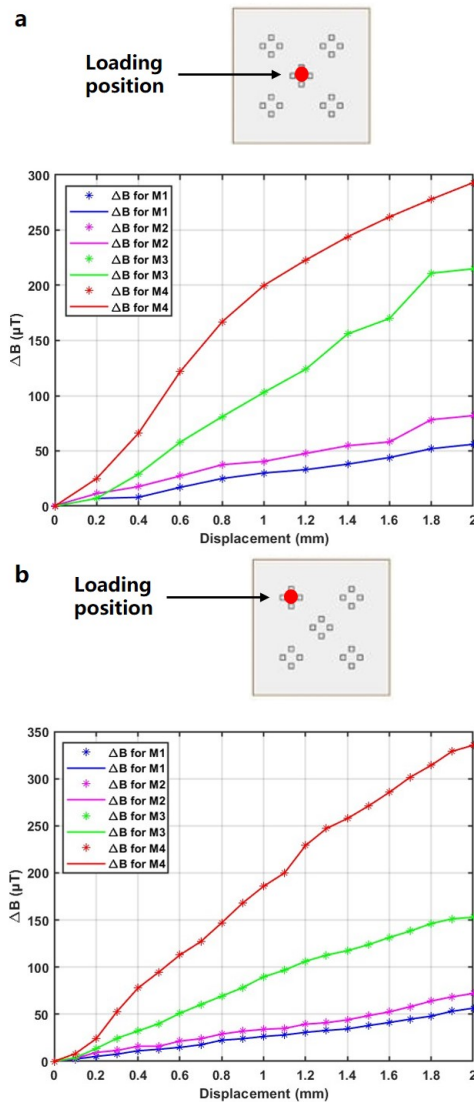 a
Loading
position
300
250
200
150
100
50
0
ΔB (μT)
ΔB for M1
ΔB for M1
ΔB for M2
ΔB for M2
ΔB for M3
ΔB for M3
ΔB for M4
ΔB for M4
0 0.2 0.4 0.6 0.8 1 1.2 1.4 1.6 1.8 2
Displacement (mm)
b
Loading
position
350
300
250
200
150
100
50
0
ΔB (μT)
ΔB for M1
ΔB for M1
ΔB for M2
ΔB for M2
ΔB for M3
ΔB for M3
ΔB for M4
ΔB for M4
0 0.2 0.4 0.6 0.8 1 1.2 1.4 1.6 1.8 2
Displacement (mm)